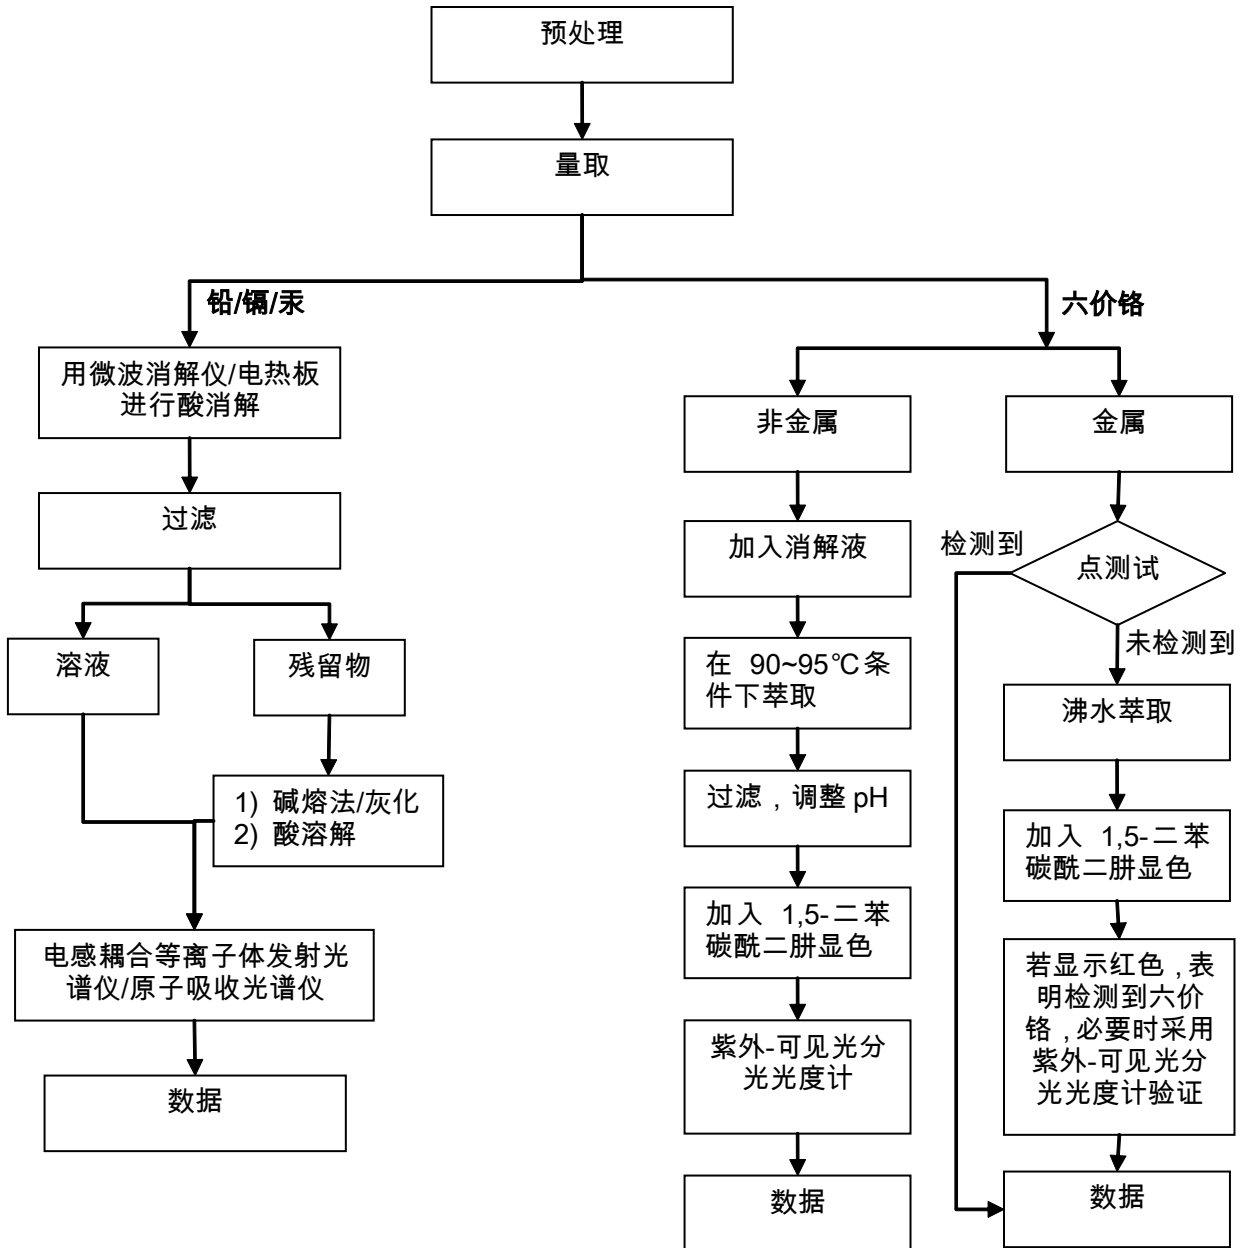 预处理
量取
铅/镉/汞
用微波消解仪/电热板
进行酸消解
过滤
溶液
残留物
1) 碱熔法/灰化
2) 酸溶解
电感耦合等离子体发射光
谱仪/原子吸收光谱仪
数据
六价铬
非金属
加入消解液
在 90~95℃条
件下萃取
过滤，调整 pH
加入 1,5-二苯
碳酰二肼显色
紫外-可见光分
光光度计
数据
金属
点测试
检测到
未检测到
沸水萃取
加入 1,5-二苯
碳酰二肼显色
若显示红色，表
明检测到六价
铬，必要时采用
紫外-可见光分
光光度计验证
数据